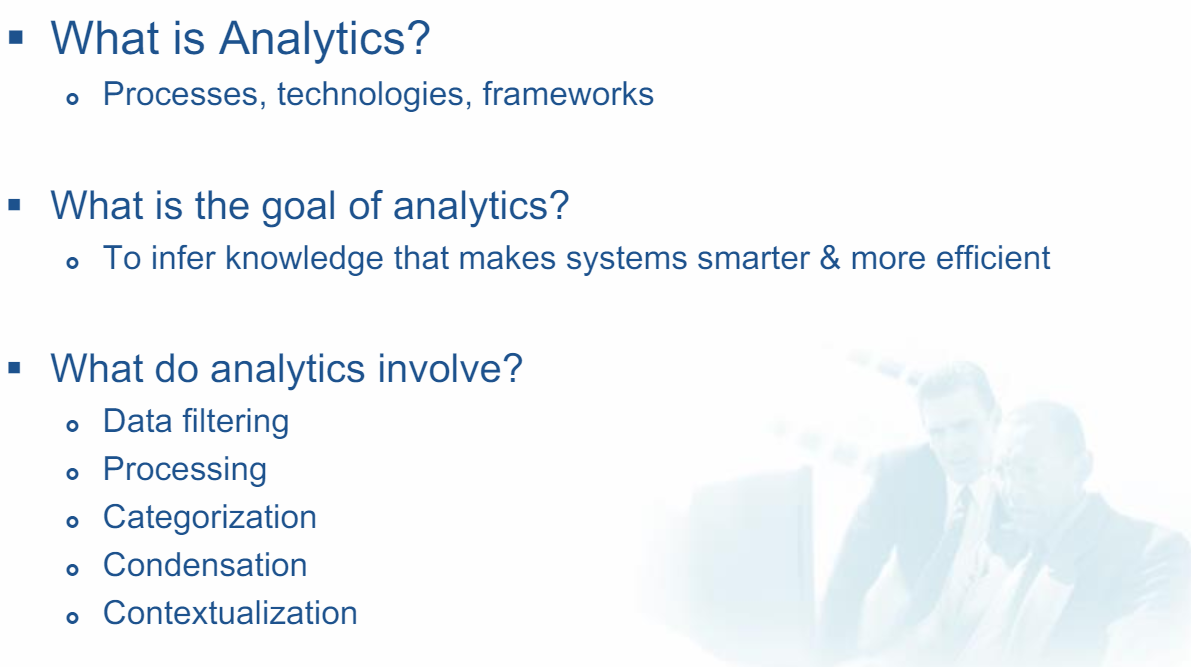 ▪ What is Analytics?
o Processes, technologies, frameworks
▪ What is the goal of analytics?
o To infer knowledge that makes systems smarter & more efficient
▪ What do analytics involve?
o Data filtering
o Processing
o Categorization
o Condensation
o Contextualization